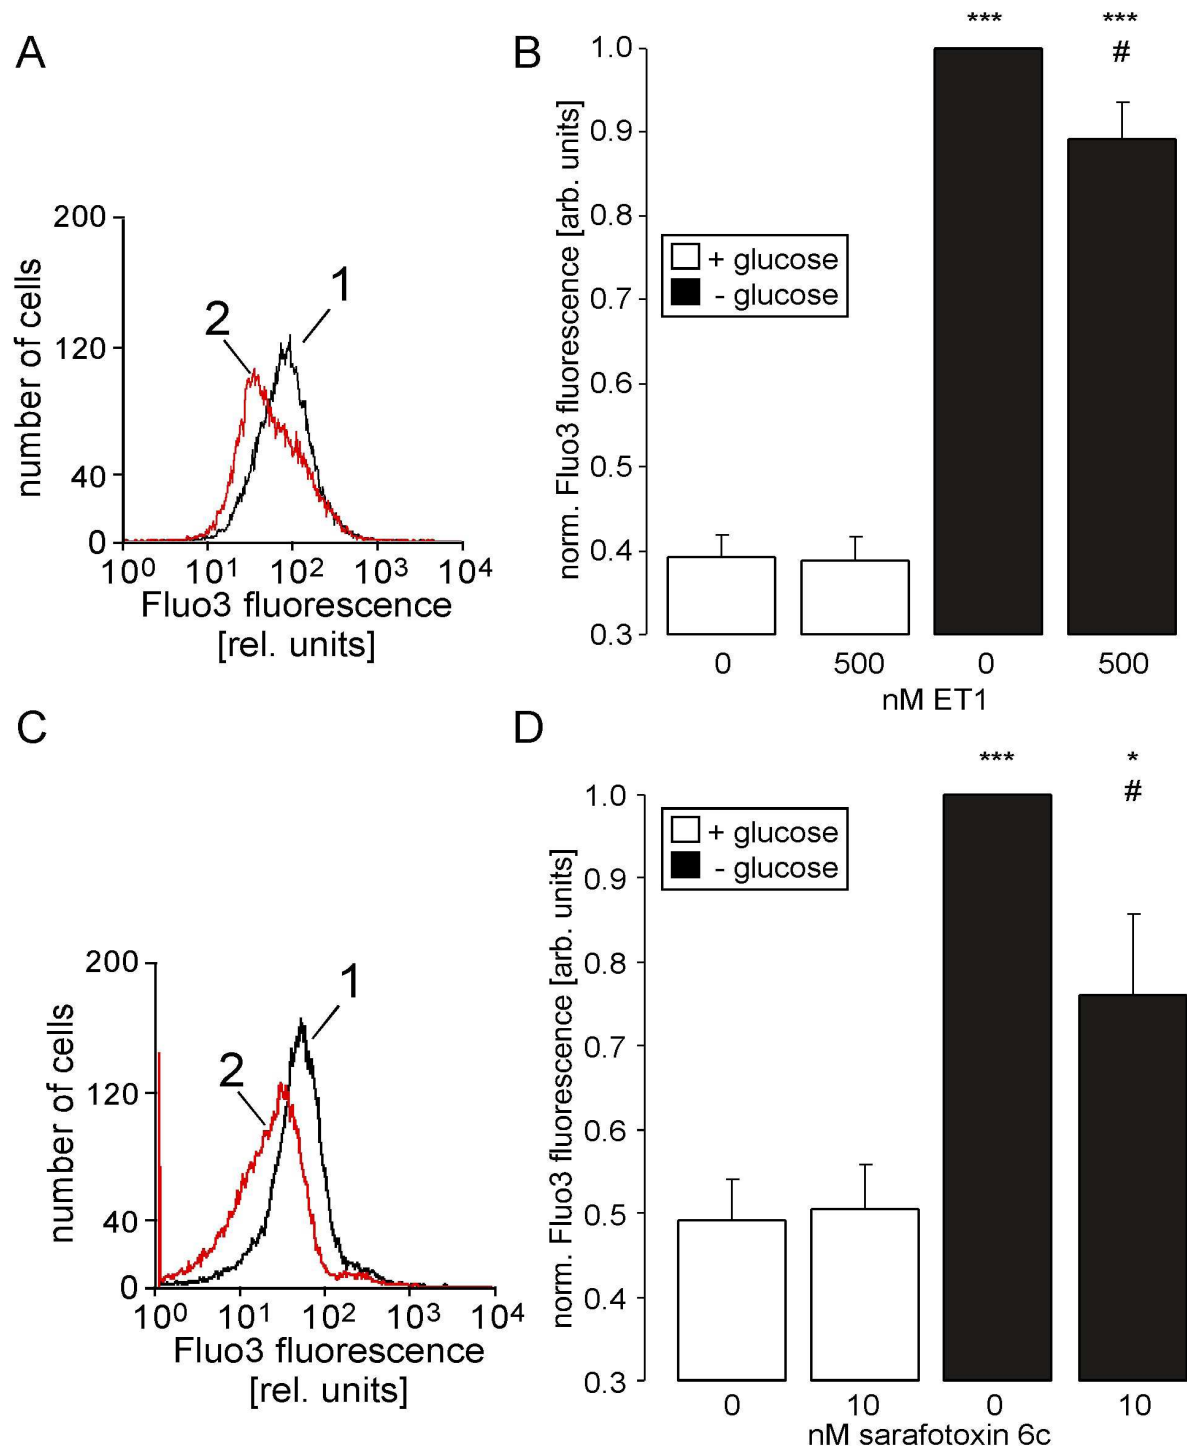 A
200
120
40
0
number of cells
1
2
10⁰ 10¹ 10² 10³ 10⁴
Fluo3 fluorescence
[rel. units]
B
*** ***
#
1.0
0.9
0.8
0.7
0.6
0.5
0.4
0.3
norm. Fluo3 fluorescence [arb. units]
+ glucose
- glucose
0 500 0 500
nM ET1
C
200
120
40
0
number of cells
1
2
10⁰ 10¹ 10² 10³ 10⁴
Fluo3 fluorescence
[rel. units]
D
*** *
#
1.0
0.9
0.8
0.7
0.6
0.5
0.4
0.3
norm. Fluo3 fluorescence [arb. units]
+ glucose
- glucose
0 10 0 10
nM sarafotoxin 6c